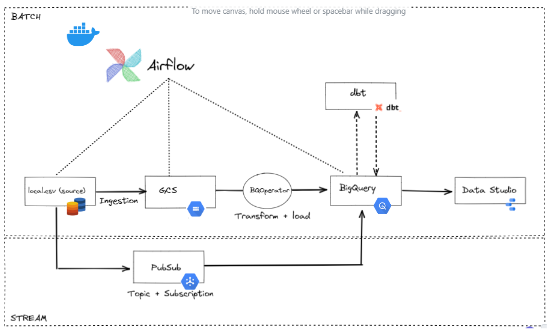 To move canvas, hold mouse wheel or spacebar while dragging
BATCH
Airflow
dbt
dbt
local.csv (source)
Ingestion
GCS
BQOperator
Transform + load
BigQuery
Data Studio
PubSub
Topic + Subscription
STREAM